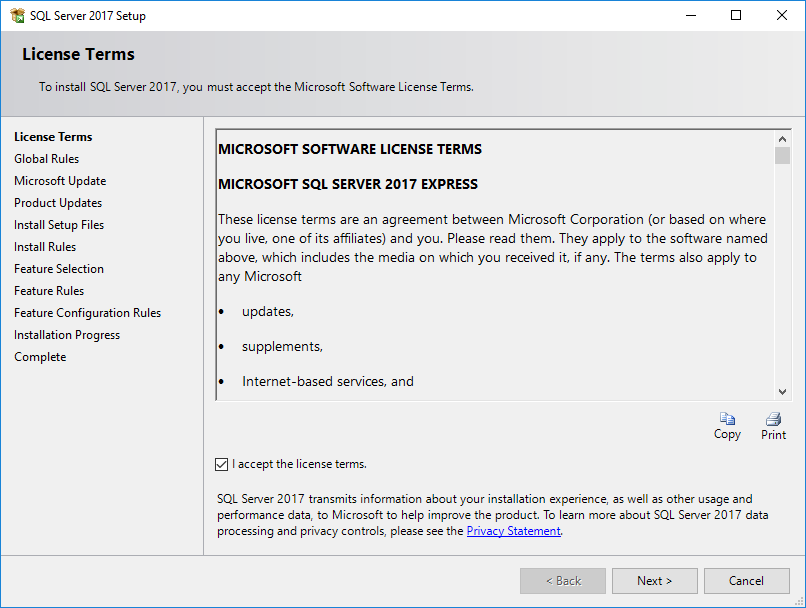 SQL Server 2017 Setup
License Terms
To install SQL Server 2017, you must accept the Microsoft Software License Terms.
License Terms
Global Rules
Microsoft Update
Product Updates
Install Setup Files
Install Rules
Feature Selection
Feature Rules
Feature Configuration Rules
Installation Progress
Complete
MICROSOFT SOFTWARE LICENSE TERMS
MICROSOFT SQL SERVER 2017 EXPRESS
These license terms are an agreement between Microsoft Corporation (or based on where
you live, one of its affiliates) and you. Please read them. They apply to the software named
above, which includes the media on which you received it, if any. The terms also apply to
any Microsoft
• updates,
• supplements,
• Internet-based services, and
Copy
Print
I accept the license terms.
SQL Server 2017 transmits information about your installation experience, as well as other usage and
performance data, to Microsoft to help improve the product. To learn more about SQL Server 2017 data
processing and privacy controls, please see the Privacy Statement.
< Back
Next >
Cancel